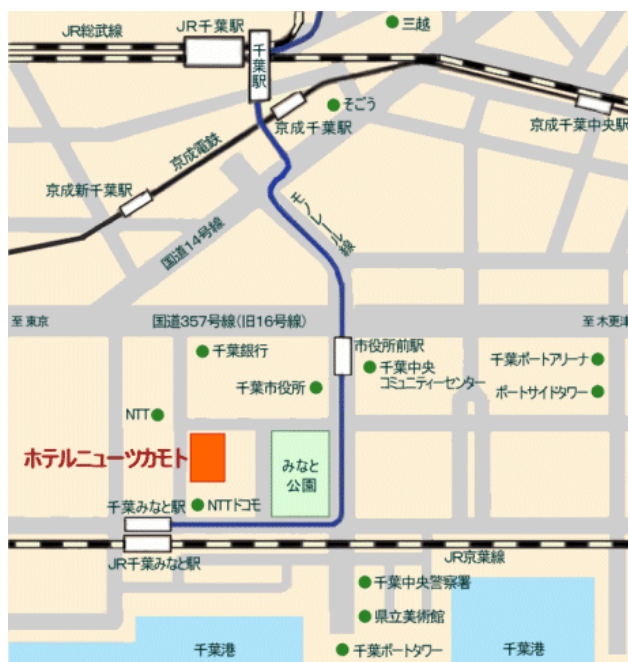 JR総武線
JR千葉駅
千葉駅
三越
そごう
京成千葉駅
京成千葉中央駅
京成電鉄
京成新千葉駅
国道14号線
モノレール線
至東京
国道357号線(旧16号線)
至木更津
市役所前駅
千葉銀行
千葉中央
コミュニティーセンター
千葉ポートアリーナ
千葉市役所
ポートサイドタワー
NTT
ホテルニューツカモト
みなと
公園
千葉みなと駅
NTTドコモ
JR千葉みなと駅
JR京葉線
千葉中央警察署
県立美術館
千葉港
千葉ポートタワー
千葉港